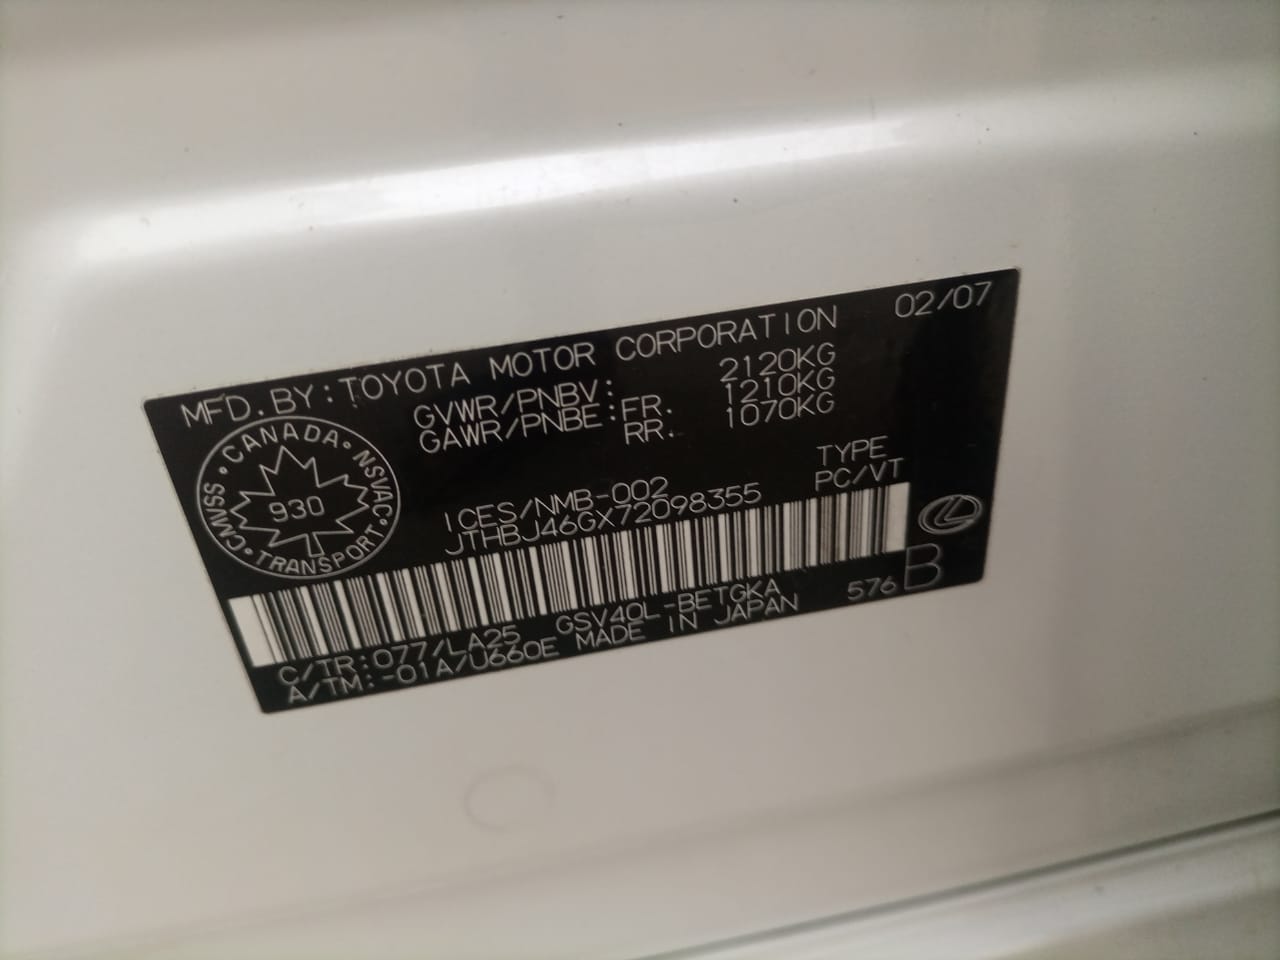 MFD. BY: TOYOTA MOTOR CORPORATION 02/07
GVWR/PNBV: 2120KG
GAWR/PNBE: FR. 1210KG
RR. 1070KG
CANADA
NSVAC
TRANSPORT
CMVSS
930
ICES/NMB-002
TYPE
JTHBJ46GX72098355 PC/VT
C/TR: 077/LA25 GSV40L-BETGKA 576 B
A/TM: -01A/U660E MADE IN JAPAN